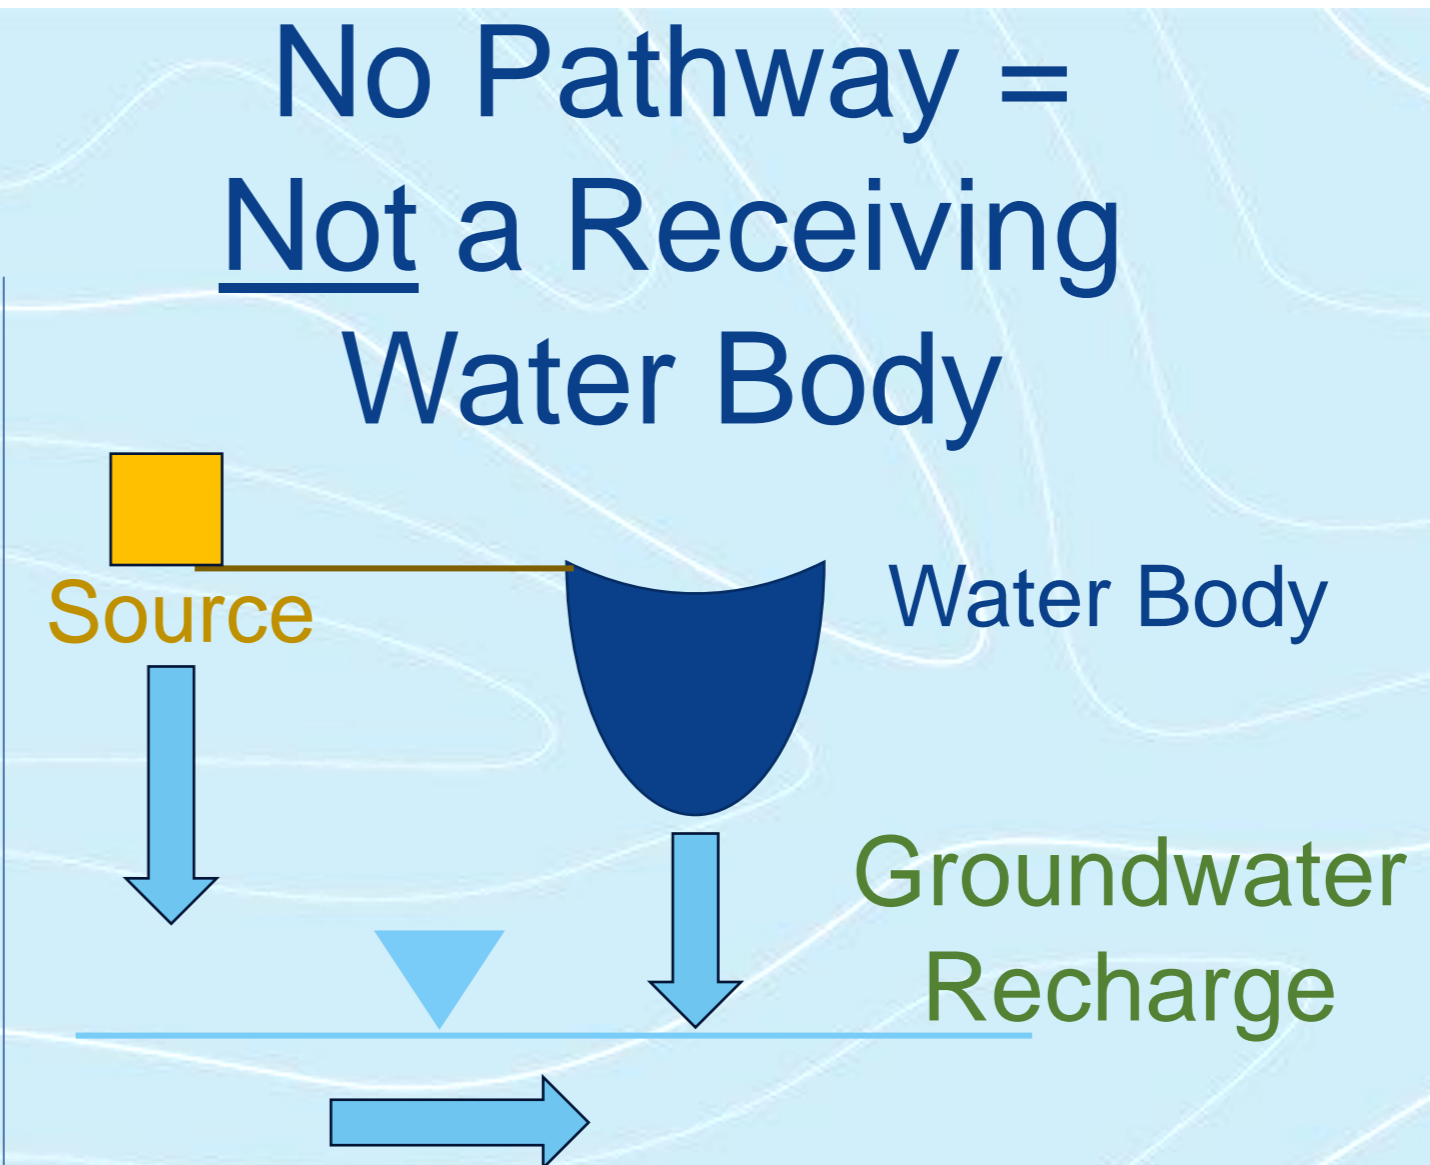 No Pathway =
Not a Receiving
Water Body
Source
Water Body
Groundwater
Recharge